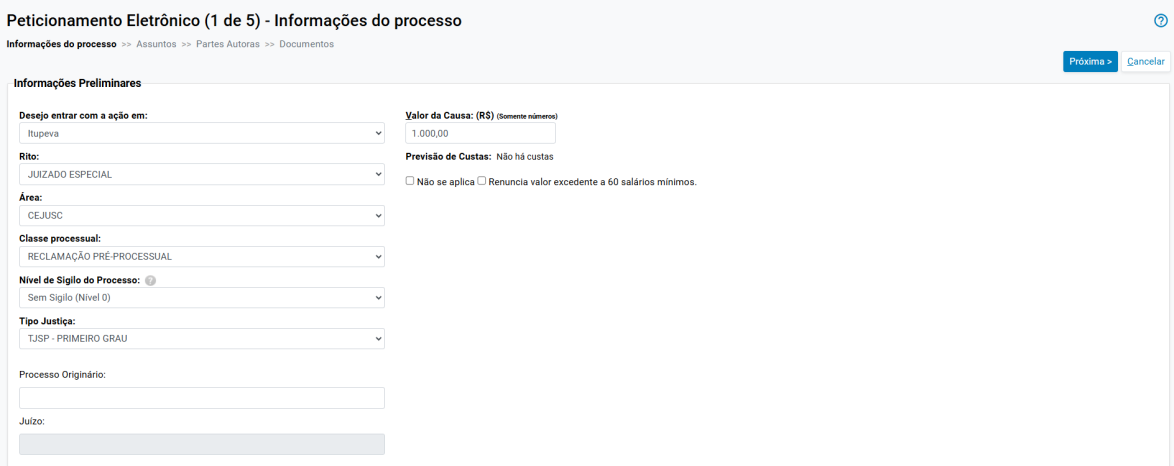 Peticionamento Eletrônico (1 de 5) - Informações do processo
Informações do processo >> Assuntos >> Partes Autoras >> Documentos
Próxima > Cancelar
Informações Preliminares
Desejo entrar com a ação em:
Itupeva
Rito:
JUIZADO ESPECIAL
Área:
CEJUSC
Classe processual:
RECLAMAÇÃO PRÉ-PROCESSUAL
Nível de Sigilo do Processo: ?
Sem Sigilo (Nível 0)
Tipo Justiça:
TJSP - PRIMEIRO GRAU
Processo Originário:
Juízo:
Valor da Causa: (R$) (Somente números)
1.000,00
Previsão de Custas: Não há custas
Não se aplica Renuncia valor excedente a 60 salários mínimos.